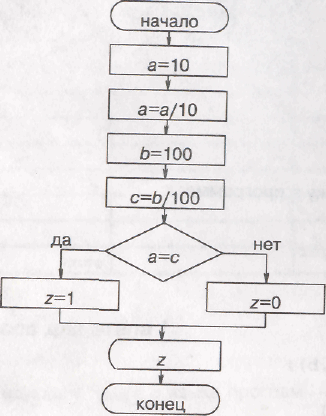 начало
a=10
a=a/10
b=100
c=b/100
да
a=c
нет
z=1
z=0
z
конец